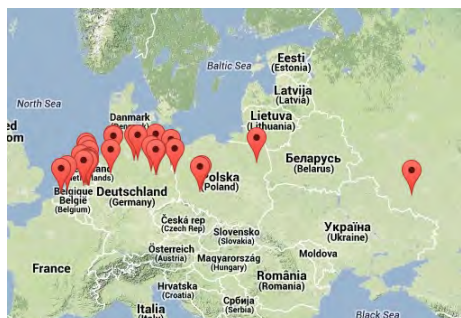 Eesti
(Estonia)
Baltic Sea
Latvija
(Latvia)
North Sea
Danmark
Lietuva
(Lithuania)
Беларусь
(Belarus)
Polska
(Poland)
Belgique
België
(Belgium)
Deutschland
(Germany)
Česká rep
(Czech Rep)
Україна
(Ukraine)
Slovensko
(Slovakia)
Österreich
(Austria)
Magyarország
(Hungary)
Moldova
France
România
(Romania)
Hrvatska
(Croatia)
Србија
(Serbia)
Italia
Black Sea